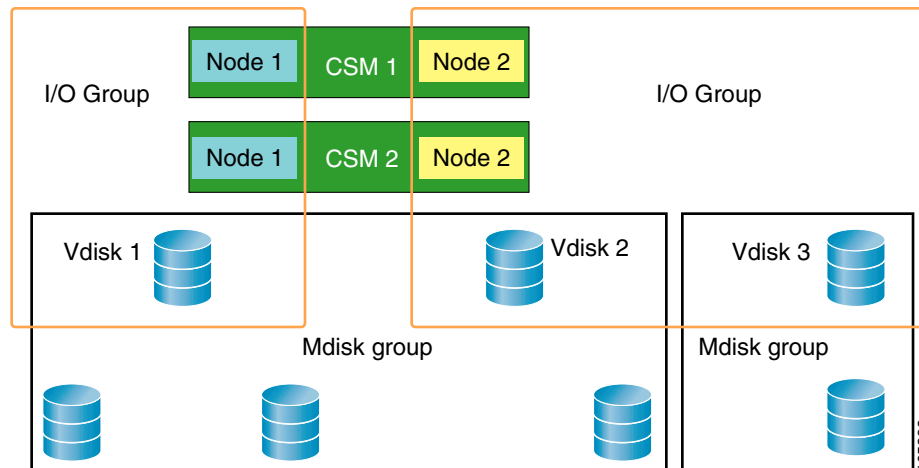 Node 1 CSM 1 Node 2
I/O Group I/O Group
Node 1 CSM 2 Node 2
Vdisk 1 Vdisk 2 Vdisk 3
Mdisk group Mdisk group